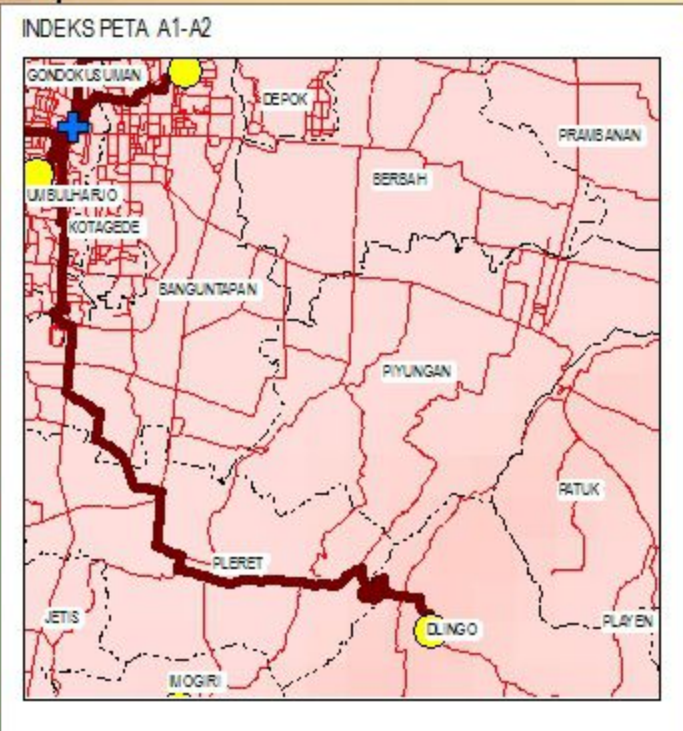 INDEKS PETA A1-A2
GONDOKUSUMAN
DEPOK
PRAMBANAN
BERBAH
UMBULHARJO
KOTAGEDE
BANGUNTAPAN
PIYUNGAN
PATUK
PLERET
JETIS
DLINGO
PLAYEN
IMOGIRI